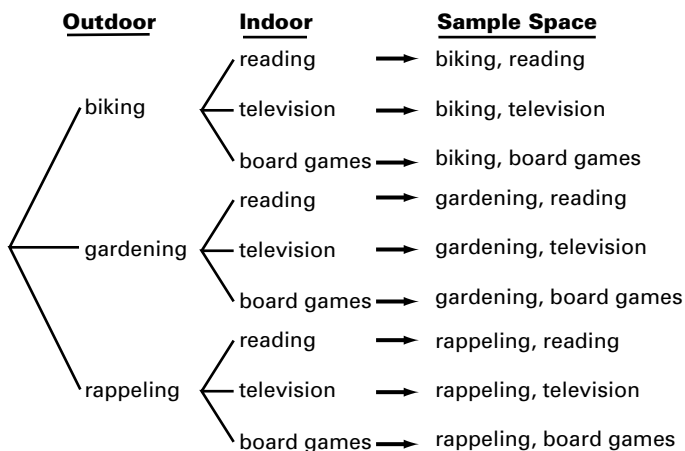 Outdoor Indoor Sample Space
reading biking, reading
biking television biking, television
board games biking, board games
reading gardening, reading
gardening television gardening, television
board games gardening, board games
reading rappeling, reading
rappeling television rappeling, television
board games rappeling, board games